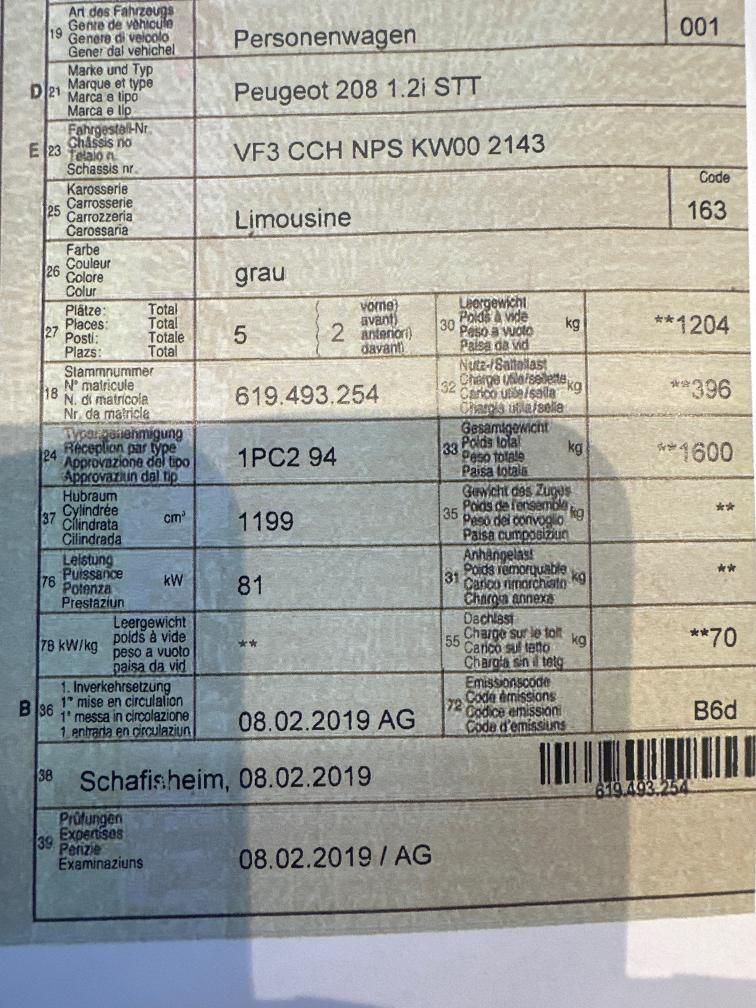 19 Art des Fahrzeugs
Genre de véhicule
Genere di veicolo
Gener dal vehichel
Personenwagen 001
D 21 Marke und Typ
Marque et type
Marca e tipo
Marca e tip
Peugeot 208 1.2i STT
E 23 Fahrgestell-Nr.
Châssis no
Telaio n.
Schassis nr.
VF3 CCH NPS KW00 2143
25 Karosserie
Carrosserie
Carrozzeria
Carossaria
Limousine
Code
163
26 Farbe
Couleur
Colore
Colur
grau
27 Plätze: Total
Places: Total
Posti: Totale
Plazs: Total
5
2 vorne)
avant)
anteriori)
davant)
30 Leergewicht
Poids à vide kg
Peso a vuoto
Paisa da vid
**1204
18 Stammnummer
N° matricule
N. di matricola
Nr. da matricla
619.493.254
32 Nutz-/Sattellast
Charge utile/sellette kg
Carico utile/sella
Chargia utila/sella
**396
24 Typengenehmigung
Réception par type
Approvazione del tipo
Approvaziun dal tip
1PC2 94
33 Gesamtgewicht
Poids total kg
Peso totale
Paisa totala
**1600
37 Hubraum
Cylindrée cm³
Cilindrata
Cilindrada
1199
35 Gewicht des Zuges
Poids de l'ensemble kg
Peso del convoglio
Paisa cumposiziun
**
76 Leistung
Puissance kW
Potenza
Prestaziun
81
31 Anhängelast
Poids remorquable kg
Carico rimorchiato
Chargia annexa
**
78 kW/kg Leergewicht
poids à vide
peso a vuoto
paisa da vid
**
55 Dachlast
Charge sur le toit kg
Carico sul tetto
Chargia sin il tetg
**70
B 36 1. Inverkehrsetzung
1re mise en circulation
1a messa in circolazione
1. entrada en circulaziun
08.02.2019 AG
72 Emissionscode
Code émissions
Codice emissioni
Code d'emissiuns
B6d
38 Schafisheim, 08.02.2019
619.493.254
39 Prüfungen
Expertises
Perizie
Examinaziuns
08.02.2019 / AG